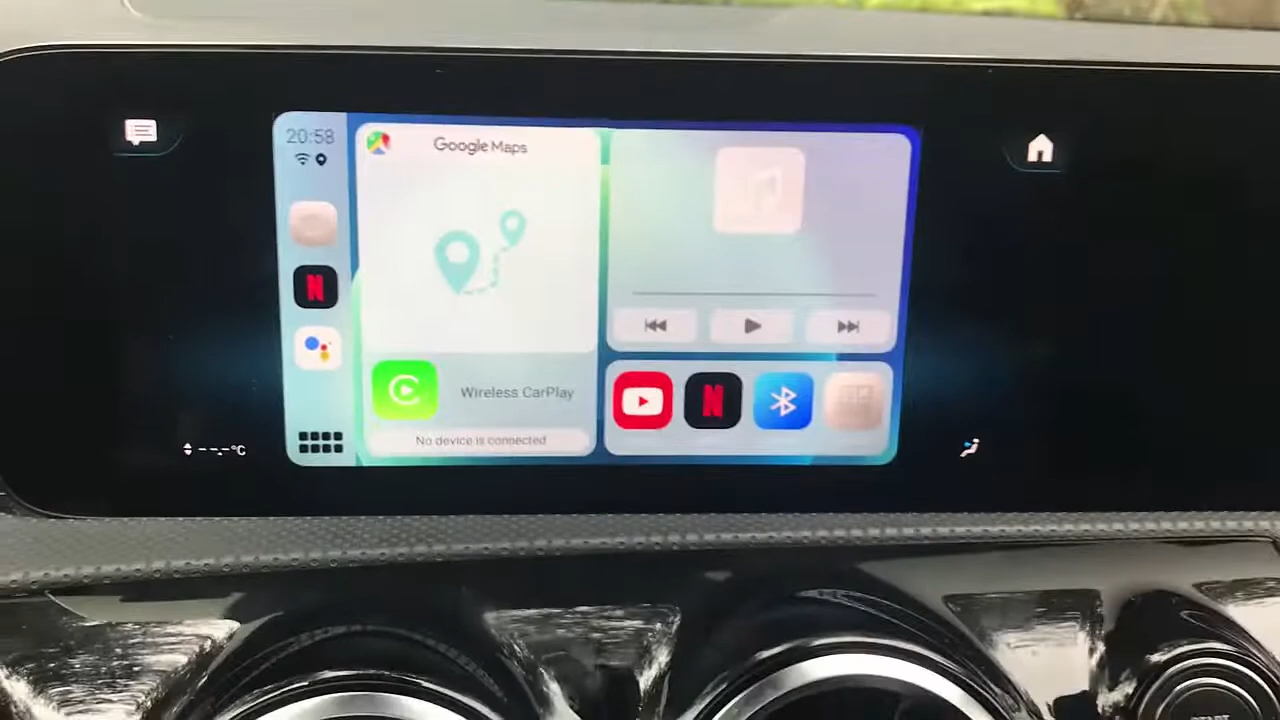 20:58
Google Maps
N
Wireless CarPlay
No device is connected
N
--.-°C